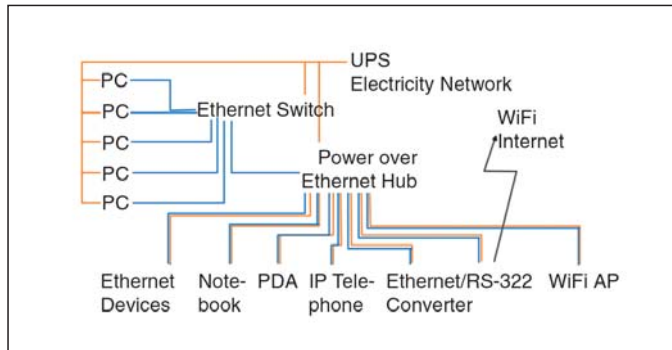 UPS
Electricity Network
PC
PC
PC
PC
PC
Ethernet Switch
WiFi
Internet
Power over
Ethernet Hub
Ethernet
Devices
Note-
book
PDA
IP Tele-
phone
Ethernet/RS-322
Converter
WiFi AP